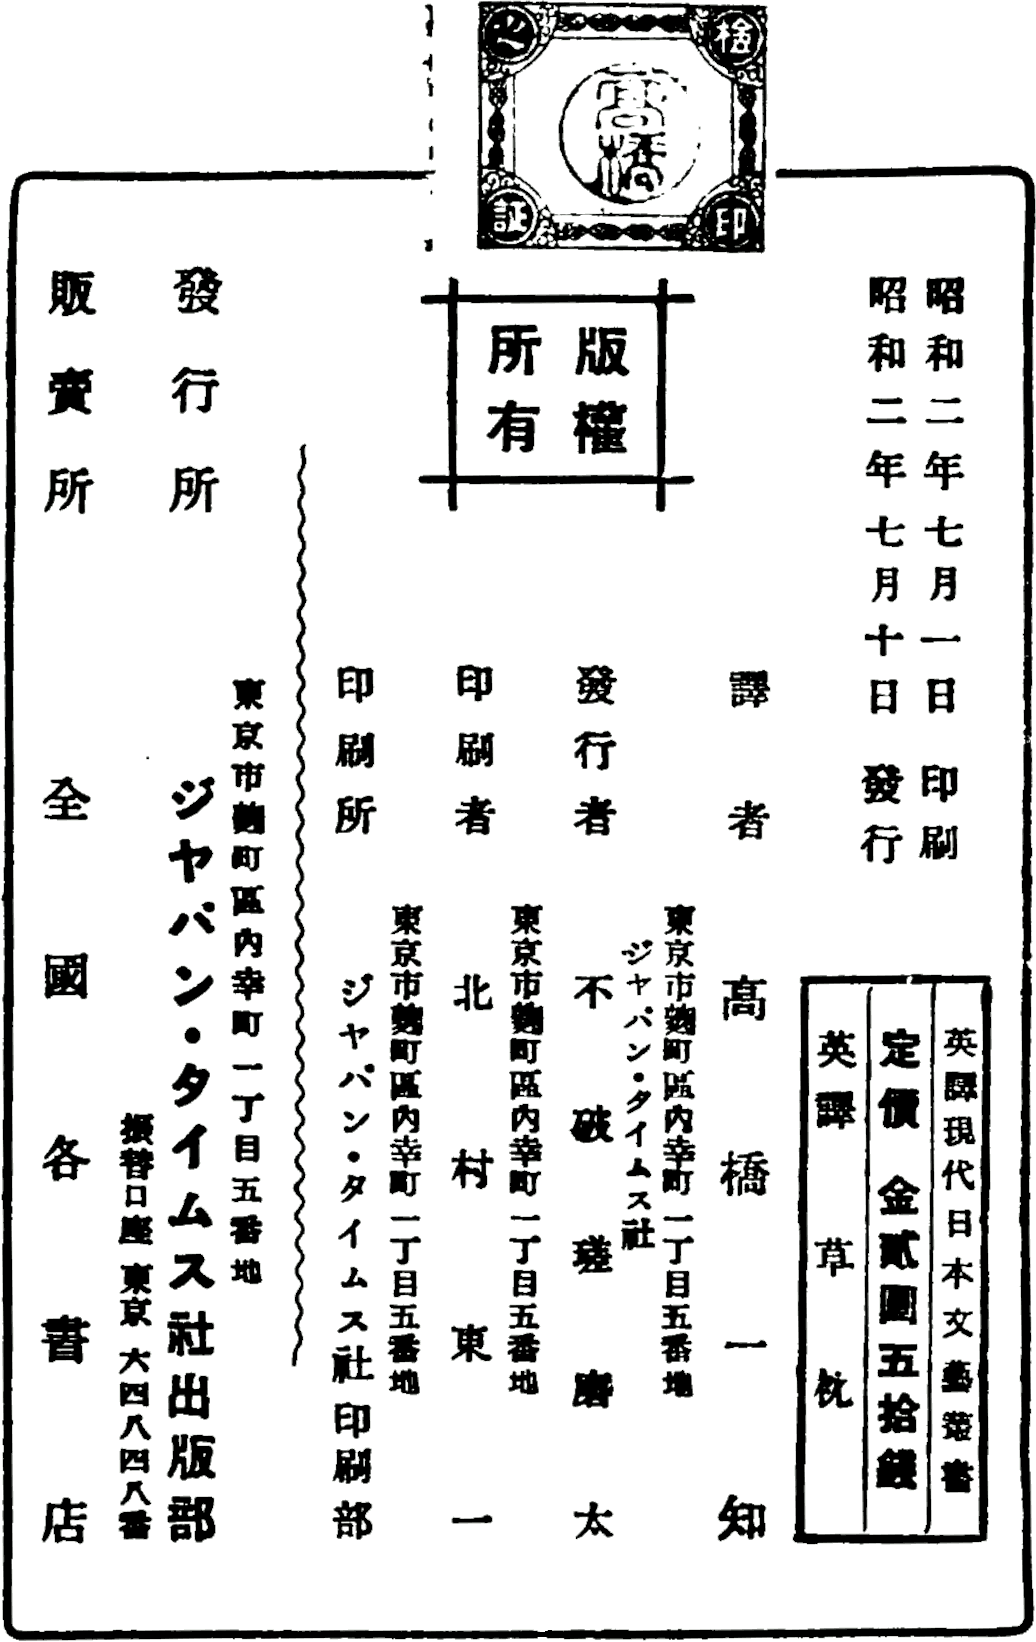 檢印之証
高橋
昭和二年七月一日印刷
昭和二年七月十日發行
英譯現代日本文藝叢書
定價 金貳圓五拾錢
英譯草枕
版權所有
譯者 高橋一知
東京市麹町區内幸町一丁目五番地
ジヤパン・タイムス社
發行者 不破瑳磨太
東京市麹町區内幸町一丁目五番地
印刷者 北村東一
東京市麹町區内幸町一丁目五番地
印刷所 ジヤパン・タイムス社印刷部
東京市麹町區内幸町一丁目五番地
發行所 ジヤパン・タイムス社出版部
振替口座東京六四八四八番
販賣所 全國各書店